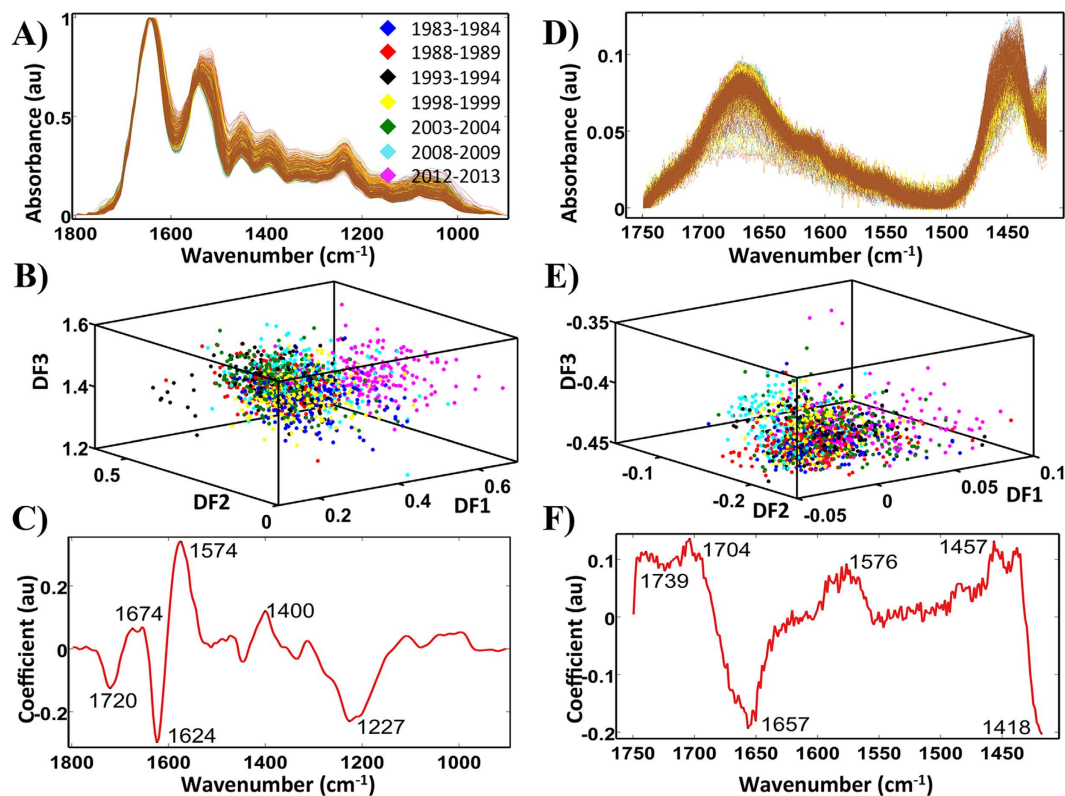 A)
1983-1984
1988-1989
1993-1994
1998-1999
2003-2004
2008-2009
2012-2013
Absorbance (au)
1
0.5
0
1800 1600 1400 1200 1000
Wavenumber (cm-1)
D)
Absorbance (au)
0.1
0.05
0
1750 1700 1650 1600 1550 1500 1450
Wavenumber (cm-1)
B)
DF3
1.6
1.4
1.2
0.5
DF2
0
0.2
0.4
0.6
DF1
E)
DF3
-0.35
-0.4
-0.45
-0.1
-0.2
DF2
-0.05
0
0.05
0.1
DF1
C)
Coefficient (au)
0.2
0
-0.2
1574
1674
1400
1720
1624
1227
1800 1600 1400 1200 1000
Wavenumber (cm-1)
F)
Coefficient (au)
0.1
0
-0.1
-0.2
1704
1739
1576
1457
1657
1418
1750 1700 1650 1600 1550 1500 1450
Wavenumber (cm-1)